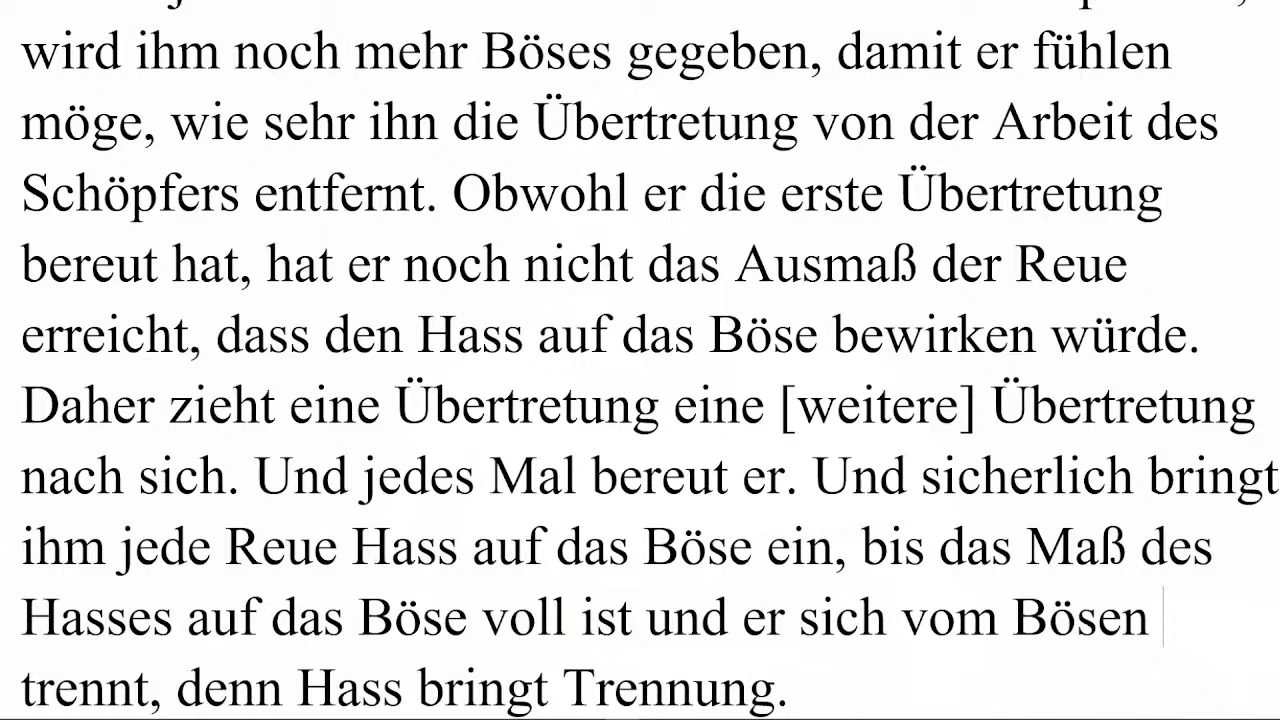 wird ihm noch mehr Böses gegeben, damit er fühlen
möge, wie sehr ihn die Übertretung von der Arbeit des
Schöpfers entfernt. Obwohl er die erste Übertretung
bereut hat, hat er noch nicht das Ausmaß der Reue
erreicht, dass den Hass auf das Böse bewirken würde.
Daher zieht eine Übertretung eine [weitere] Übertretung
nach sich. Und jedes Mal bereut er. Und sicherlich bringt
ihm jede Reue Hass auf das Böse ein, bis das Maß des
Hasses auf das Böse voll ist und er sich vom Bösen
trennt, denn Hass bringt Trennung.